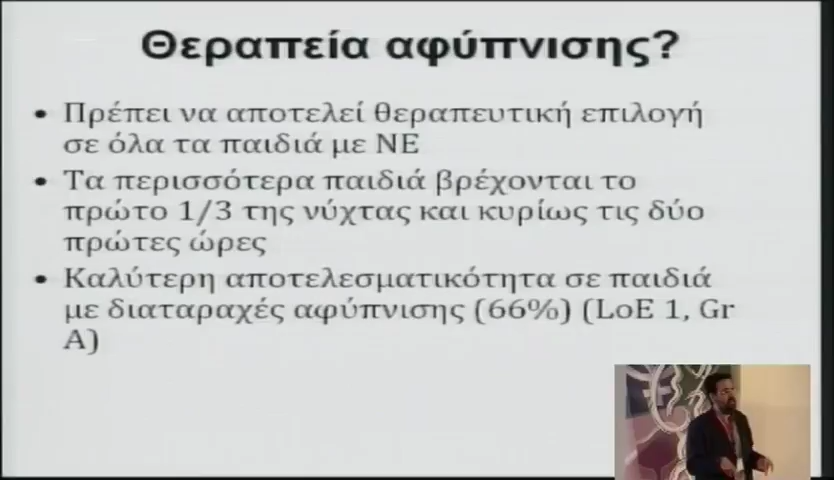 Θεραπεία αφύπνισης?
• Πρέπει να αποτελεί θεραπευτική επιλογή
σε όλα τα παιδιά με ΝΕ
• Τα περισσότερα παιδιά βρέχονται το
πρώτο 1/3 της νύχτας και κυρίως τις δύο
πρώτες ώρες
• Καλύτερη αποτελεσματικότητα σε παιδιά
με διαταραχές αφύπνισης (66%) (LoE 1, Gr
A)